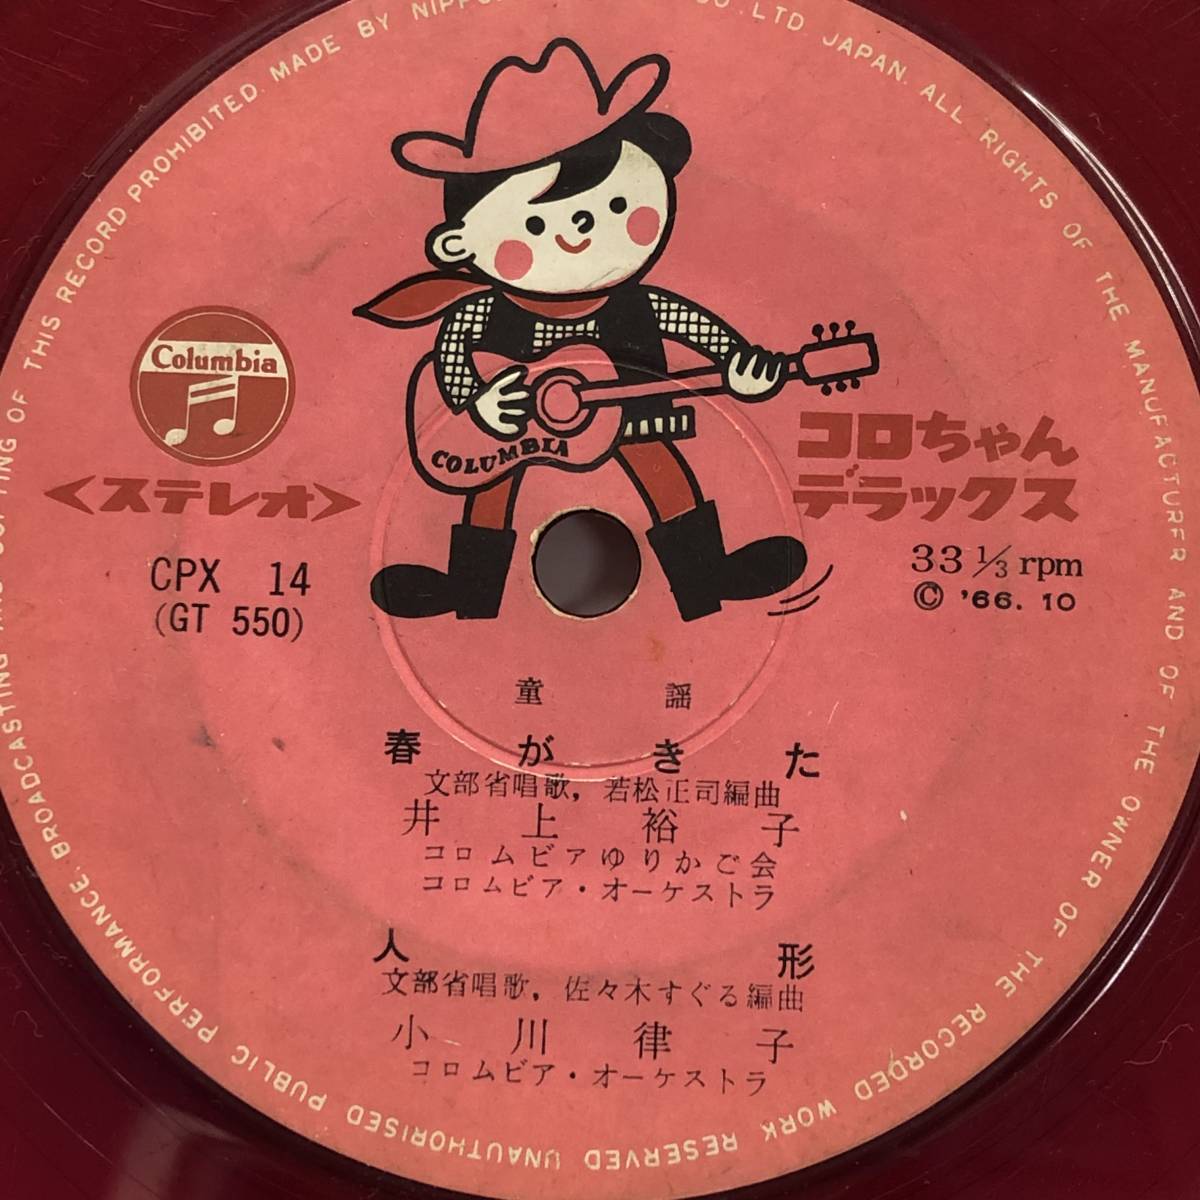 MADE BY NIPPO CO. LTD. JAPAN. ALL RIGHTS OF THE MANUFACTURER AND OF THE OWNER OF THE RECORDED WORK RESERVED UNAUTHORISED PUBLIC PERFORMANCE, BROADCASTING AND COPYING OF THIS RECORD PROHIBITED.
Columbia
COLUMBIA
<ステレオ>
コロちゃん
デラックス
CPX 14
(GT 550)
33 1/3 rpm
© '66. 10
童謡
春がきた
文部省唱歌, 若松正司編曲
井上裕子
コロムビアゆりかご会
コロムビア・オーケストラ
人形
文部省唱歌, 佐々木すぐる編曲
小川律子
コロムビア・オーケストラ